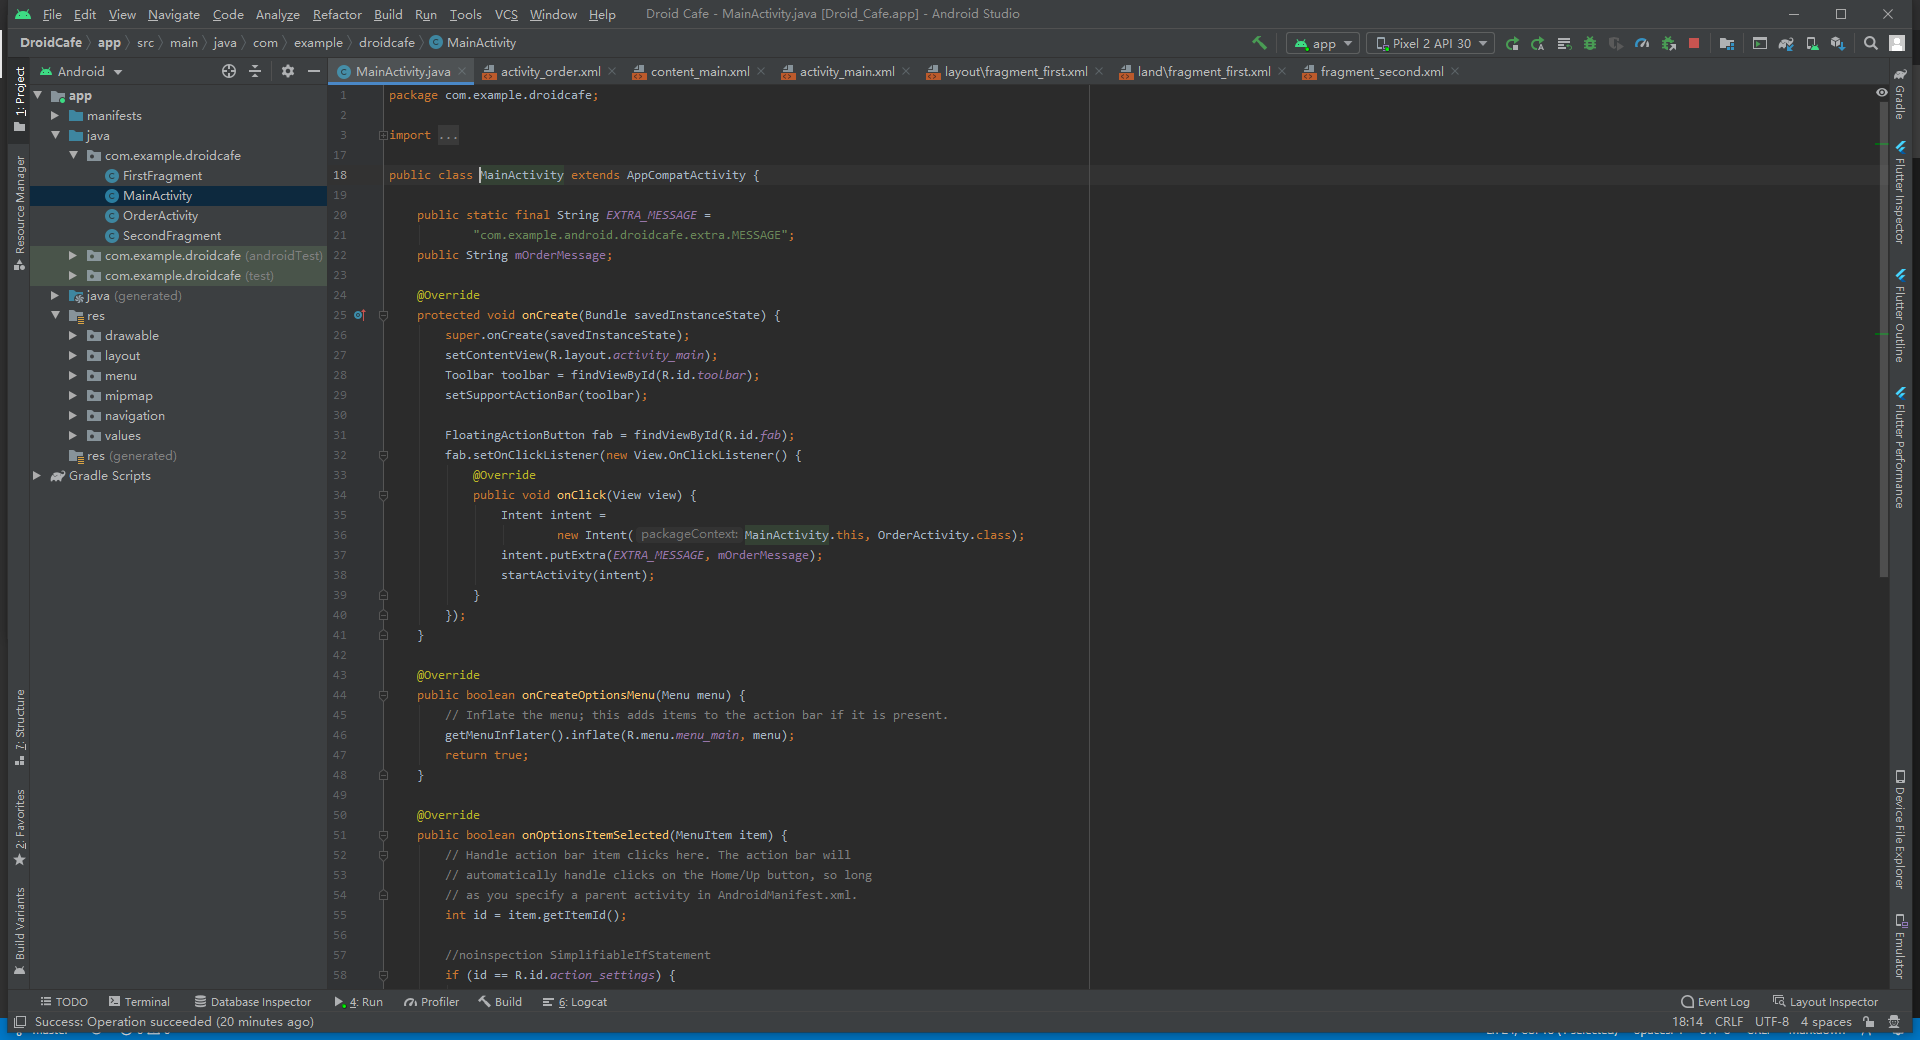 File Edit View Navigate Code Analyze Refactor Build Run Tools VCS Window Help Droid Cafe - MainActivity.java [Droid_Cafe.app] - Android Studio
DroidCafe app src main java com example droidcafe MainActivity app Pixel 2 API 30
Android
MainActivity.java activity_order.xml content_main.xml activity_main.xml layout\fragment_first.xml land\fragment_first.xml fragment_second.xml
1: Project
Resource Manager
7: Structure
2: Favorites
Build Variants
app
manifests
java
com.example.droidcafe
FirstFragment
MainActivity
OrderActivity
SecondFragment
com.example.droidcafe (androidTest)
com.example.droidcafe (test)
java (generated)
res
drawable
layout
menu
mipmap
navigation
values
res (generated)
Gradle Scripts
1 package com.example.droidcafe;
2
3 import ...
17
18 public class MainActivity extends AppCompatActivity {
19
20 public static final String EXTRA_MESSAGE =
21 "com.example.android.droidcafe.extra.MESSAGE";
22 public String mOrderMessage;
23
24 @Override
25 protected void onCreate(Bundle savedInstanceState) {
26 super.onCreate(savedInstanceState);
27 setContentView(R.layout.activity_main);
28 Toolbar toolbar = findViewById(R.id.toolbar);
29 setSupportActionBar(toolbar);
30
31 FloatingActionButton fab = findViewById(R.id.fab);
32 fab.setOnClickListener(new View.OnClickListener() {
33 @Override
34 public void onClick(View view) {
35 Intent intent =
36 new Intent( packageContext: MainActivity.this, OrderActivity.class);
37 intent.putExtra(EXTRA_MESSAGE, mOrderMessage);
38 startActivity(intent);
39 }
40 });
41 }
42
43 @Override
44 public boolean onCreateOptionsMenu(Menu menu) {
45 // Inflate the menu; this adds items to the action bar if it is present.
46 getMenuInflater().inflate(R.menu.menu_main, menu);
47 return true;
48 }
49
50 @Override
51 public boolean onOptionsItemSelected(MenuItem item) {
52 // Handle action bar item clicks here. The action bar will
53 // automatically handle clicks on the Home/Up button, so long
54 // as you specify a parent activity in AndroidManifest.xml.
55 int id = item.getItemId();
56
57 //noinspection SimplifiableIfStatement
58 if (id == R.id.action_settings) {
Gradle
Flutter Inspector
Flutter Outline
Flutter Performance
Device File Explorer
Emulator
TODO Terminal Database Inspector 4: Run Profiler Build 6: Logcat Event Log Layout Inspector
Success: Operation succeeded (20 minutes ago) 18:14 CRLF UTF-8 4 spaces